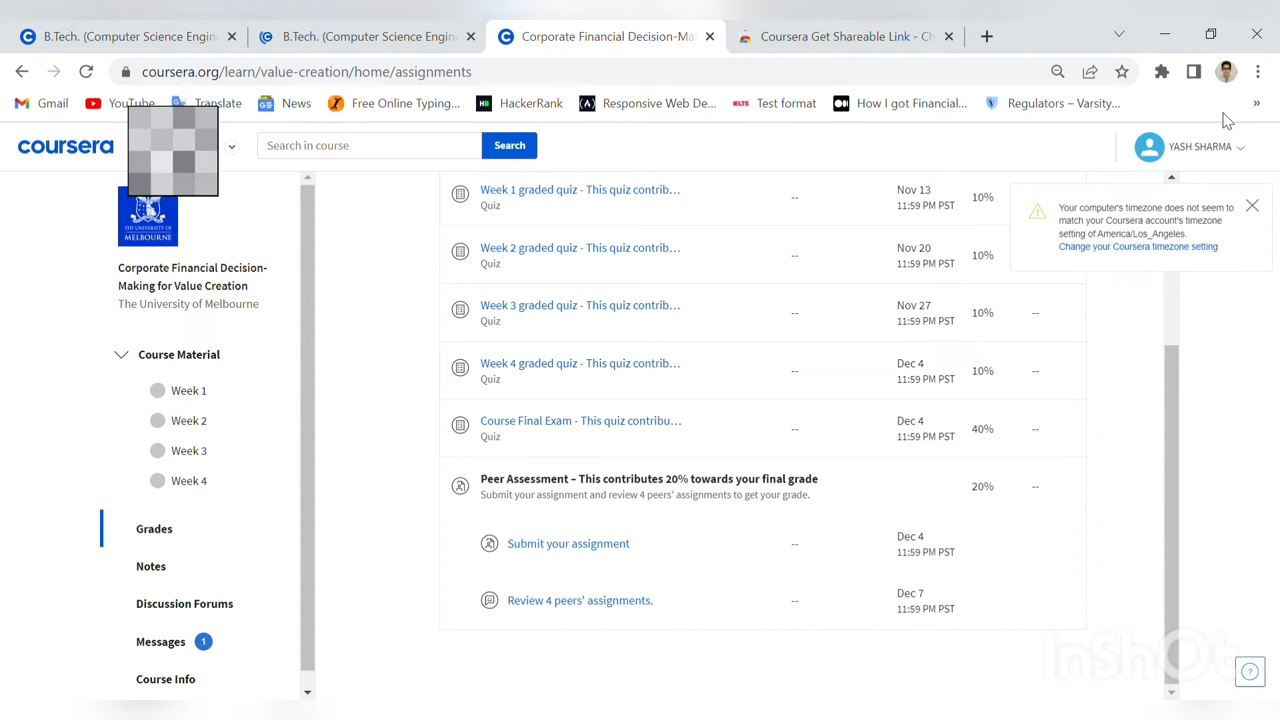 B.Tech. (Computer Science Engin
B.Tech. (Computer Science Engin
Corporate Financial Decision-Ma
Coursera Get Shareable Link - Ch
coursera.org/learn/value-creation/home/assignments
Gmail
YouTube
Translate
News
Free Online Typing...
HackerRank
Responsive Web De...
IELTS Test format
How I got Financial...
Regulators – Varsity...
»
coursera
Search in course
Search
YASH SHARMA
Your computer's timezone does not seem to
match your Coursera account's timezone
setting of America/Los_Angeles.
Change your Coursera timezone setting
THE UNIVERSITY OF
MELBOURNE
Corporate Financial Decision-
Making for Value Creation
The University of Melbourne
Course Material
Week 1
Week 2
Week 3
Week 4
Grades
Notes
Discussion Forums
Messages 1
Course Info
Week 1 graded quiz - This quiz contrib...
Quiz
--
Nov 13
11:59 PM PST
10%
Week 2 graded quiz - This quiz contrib...
Quiz
--
Nov 20
11:59 PM PST
10%
Week 3 graded quiz - This quiz contrib...
Quiz
--
Nov 27
11:59 PM PST
10%
--
Week 4 graded quiz - This quiz contrib...
Quiz
--
Dec 4
11:59 PM PST
10%
--
Course Final Exam - This quiz contribu...
Quiz
--
Dec 4
11:59 PM PST
40%
--
Peer Assessment – This contributes 20% towards your final grade
Submit your assignment and review 4 peers' assignments to get your grade.
20%
--
Submit your assignment
--
Dec 4
11:59 PM PST
Review 4 peers' assignments.
--
Dec 7
11:59 PM PST
InShOt
?